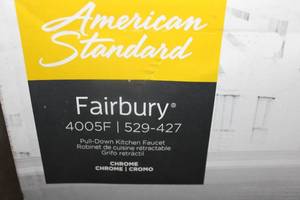 American
Standard
Fairbury®
4005F | 529-427
Pull-Down Kitchen Faucet
Robinet de cuisine rétractable
Grifo retráctil
CHROME
CHROME | CROMO